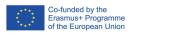 Co-funded by the
Erasmus+ Programme
of the European Union